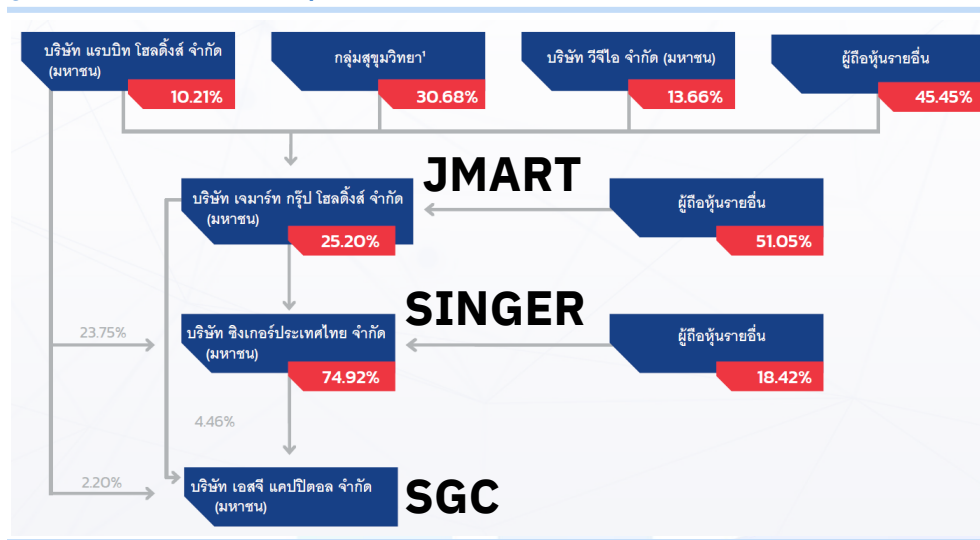 บริษัท แรบบิท โฮลดิ้งส์ จำกัด
(มหาชน)
10.21%
กลุ่มสุขุมวิทยา¹
30.68%
บริษัท วีจีไอ จำกัด (มหาชน)
13.66%
ผู้ถือหุ้นรายอื่น
45.45%
JMART
บริษัท เจมาร์ท กรุ๊ป โฮลดิ้งส์ จำกัด
(มหาชน)
25.20%
ผู้ถือหุ้นรายอื่น
51.05%
SINGER
23.75%
บริษัท ซิงเกอร์ประเทศไทย จำกัด
(มหาชน)
74.92%
ผู้ถือหุ้นรายอื่น
18.42%
4.46%
2.20%
บริษัท เอสจี แคปปิตอล จำกัด
(มหาชน)
SGC